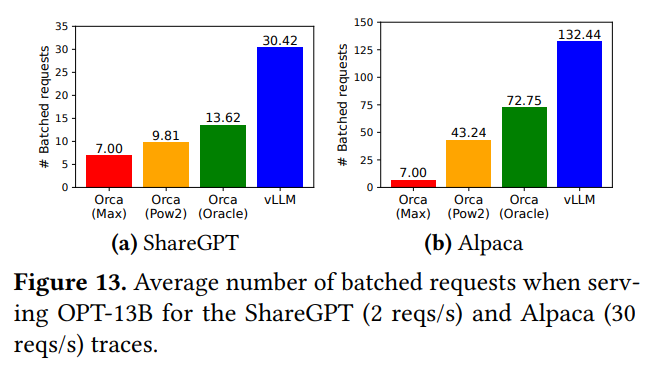 35
30
25
20
15
10
5
0
# Batched requests
7.00
9.81
13.62
30.42
Orca Orca Orca vLLM
(Max) (Pow2) (Oracle)
(a) ShareGPT
150
125
100
75
50
25
0
# Batched requests
7.00
43.24
72.75
132.44
Orca Orca Orca vLLM
(Max) (Pow2) (Oracle)
(b) Alpaca
Figure 13. Average number of batched requests when serv-
ing OPT-13B for the ShareGPT (2 reqs/s) and Alpaca (30
reqs/s) traces.